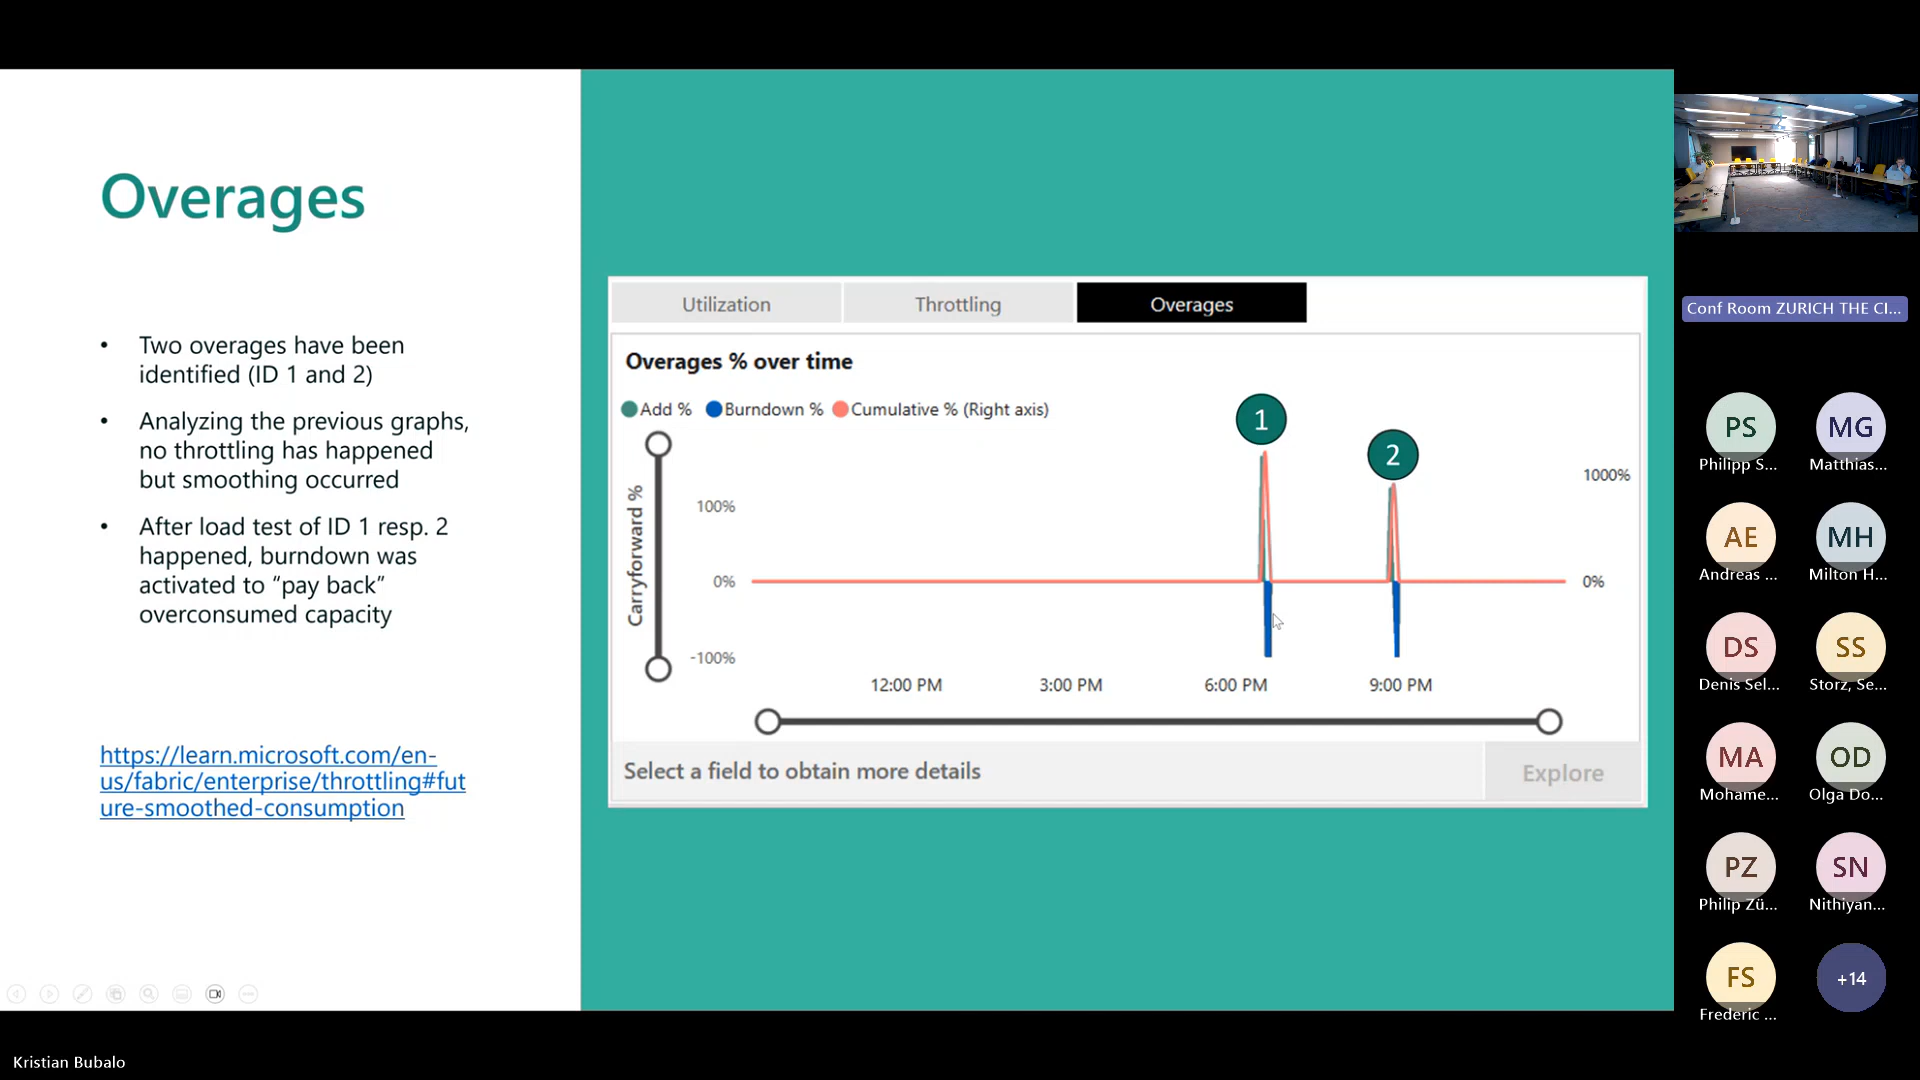 Overages
• Two overages have been
identified (ID 1 and 2)
• Analyzing the previous graphs,
no throttling has happened
but smoothing occurred
• After load test of ID 1 resp. 2
happened, burndown was
activated to “pay back”
overconsumed capacity
https://learn.microsoft.com/en-
us/fabric/enterprise/throttling#fut
ure-smoothed-consumption
Utilization Throttling Overages
Overages % over time
Add % Burndown % Cumulative % (Right axis)
1
2
Carryforward %
100%
0%
-100%
1000%
0%
12:00 PM 3:00 PM 6:00 PM 9:00 PM
Select a field to obtain more details
Explore
Conf Room ZURICH THE CI...
PS MG
Philipp S... Matthias...
AE MH
Andreas ... Milton H...
DS SS
Denis Sel... Storz, Se...
MA OD
Mohame... Olga Do...
PZ SN
Philip Zü... Nithiyan...
FS +14
Frederic ...
Kristian Bubalo